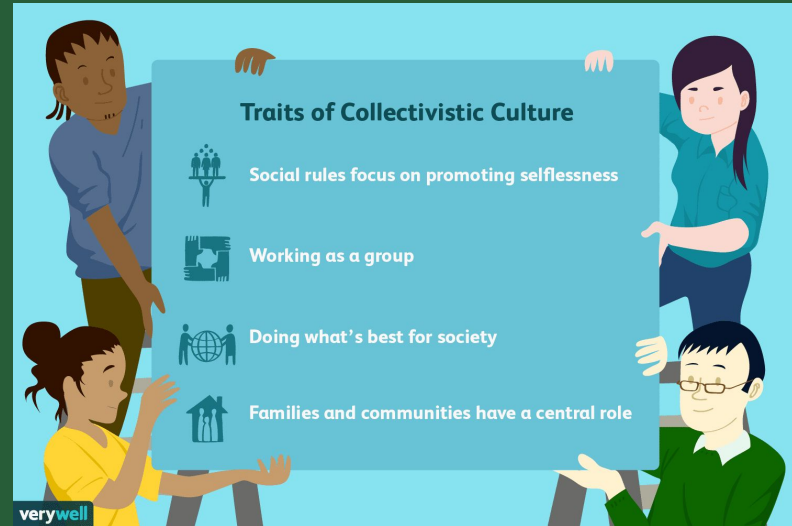 Traits of Collectivistic Culture
Social rules focus on promoting selflessness
Working as a group
Doing what's best for society
Families and communities have a central role
verywell